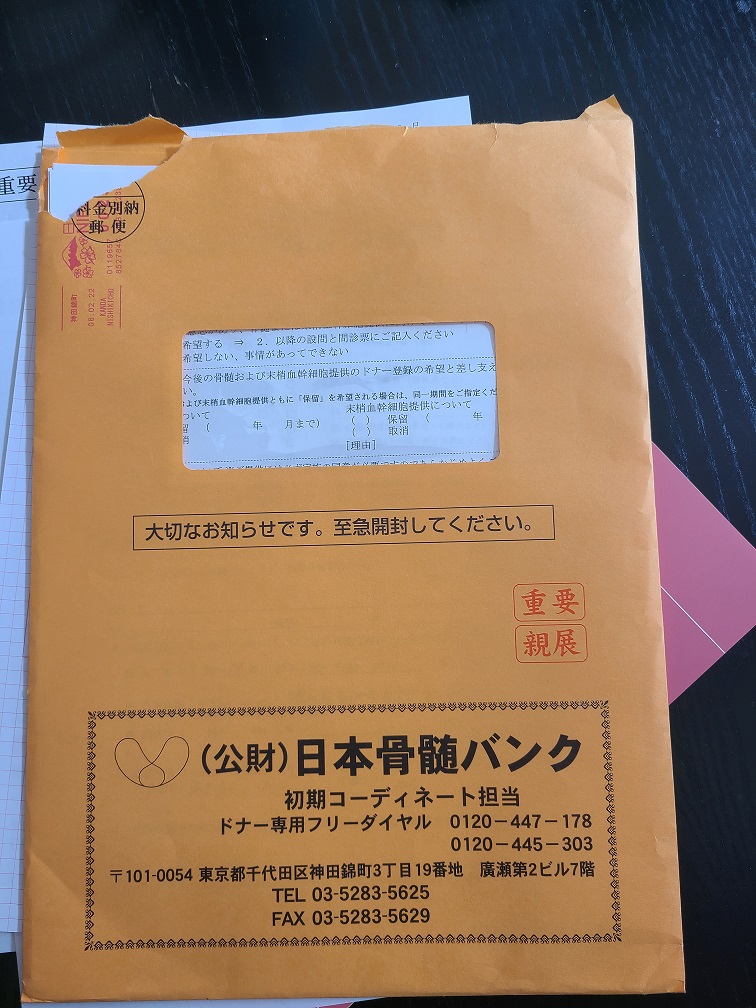 重要
料金別納
郵便
神田錦町
06.02.22
KANDA
NISHIKICHO
希望する ⇒ 2．以降の設問と問診票にご記入ください
希望しない、事情があってできない
今後の骨髄および末梢血幹細胞提供のドナー登録の希望と差し支え
い。
および末梢血幹細胞提供ともに「保留」を希望される場合は、同一期間をご指定くだ
ついて 末梢血幹細胞提供について
留 （ 年 月まで） （ ） 保留 （ 年
消 （ ） 取消
［理由］
大切なお知らせです。至急開封してください。
重要
親展
（公財）日本骨髄バンク
初期コーディネート担当
ドナー専用フリーダイヤル 0120－447－178
0120－445－303
〒101-0054 東京都千代田区神田錦町3丁目19番地 廣瀬第2ビル7階
TEL 03-5283-5625
FAX 03-5283-5629